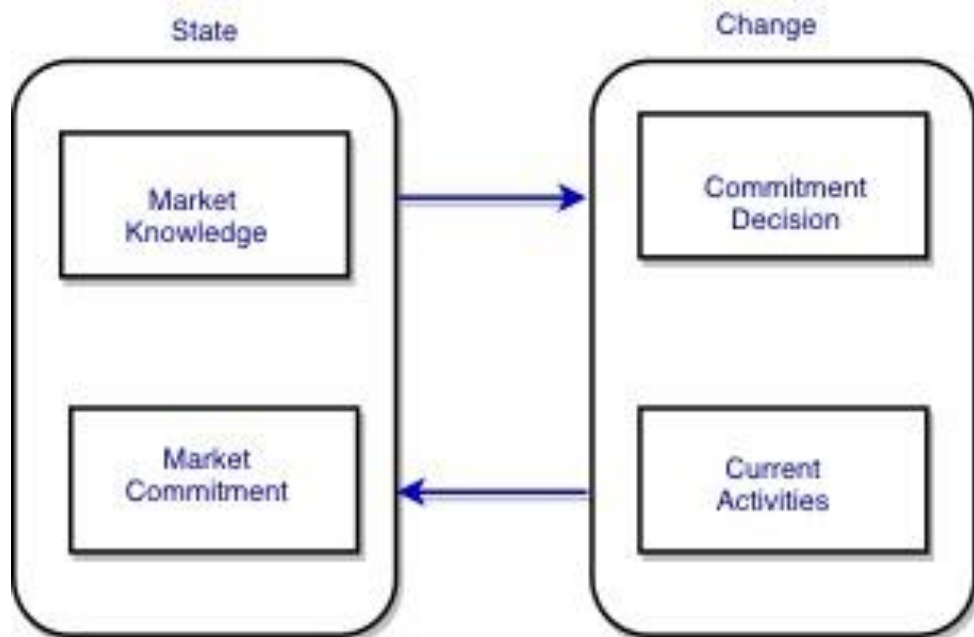 State
Change
Market
Knowledge
Commitment
Decision
Market
Commitment
Current
Activities